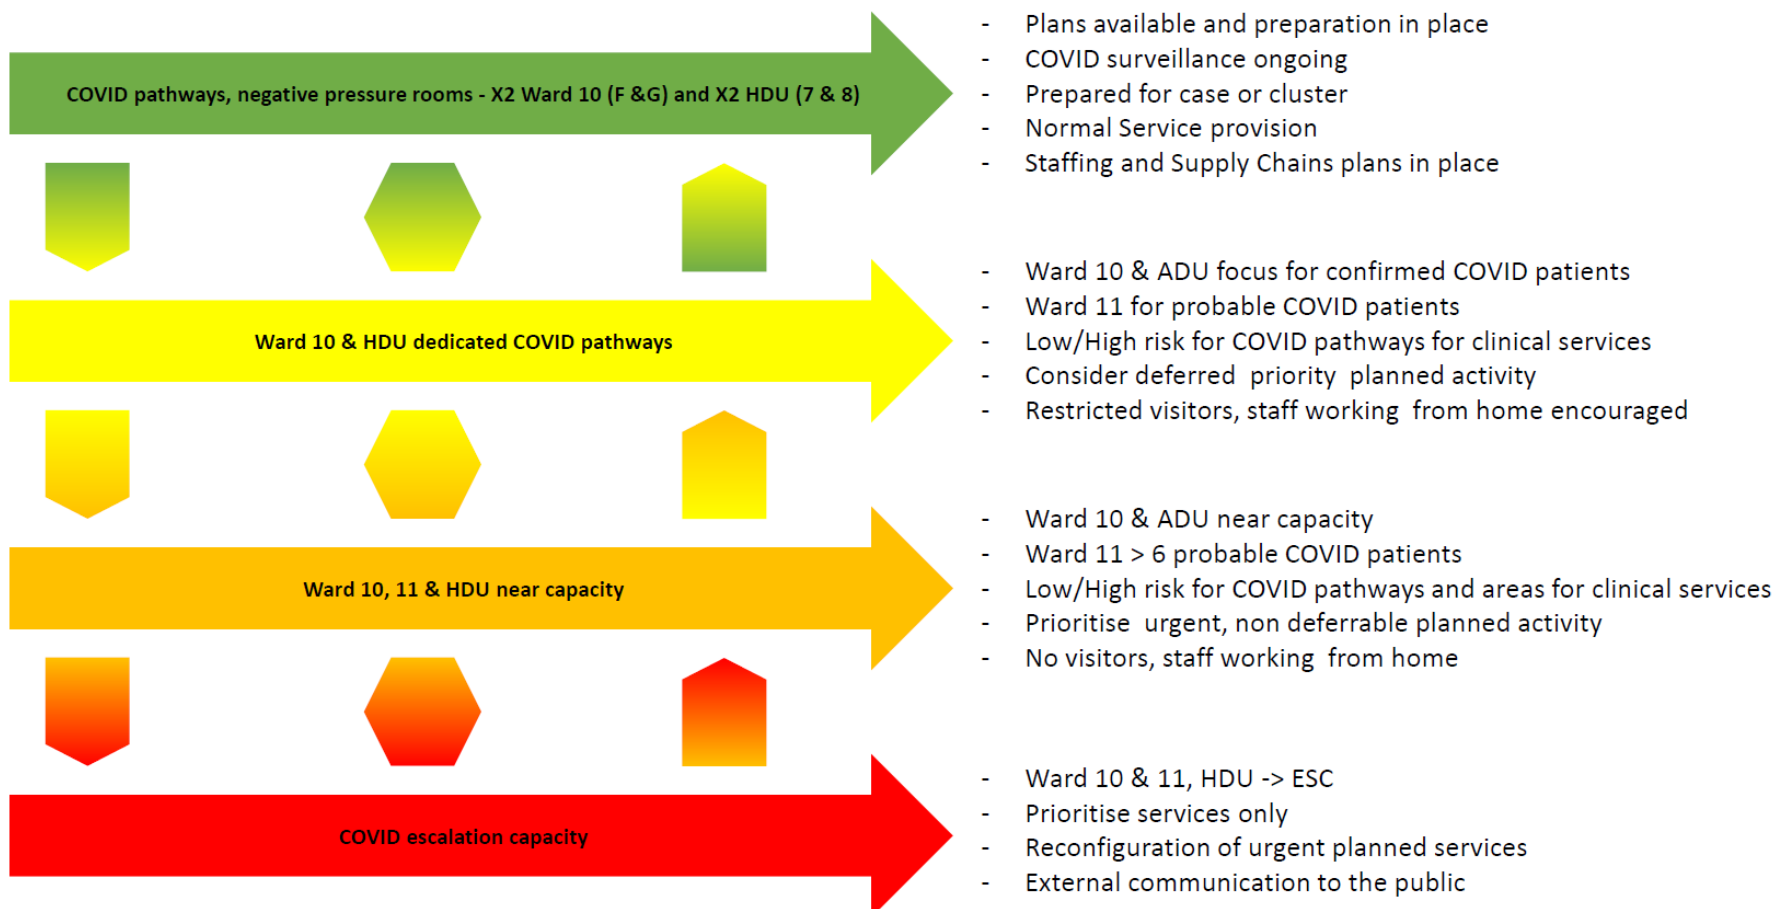 COVID pathways, negative pressure rooms - X2 Ward 10 (F &G) and X2 HDU (7 & 8)
- Plans available and preparation in place
- COVID surveillance ongoing
- Prepared for case or cluster
- Normal Service provision
- Staffing and Supply Chains plans in place
Ward 10 & HDU dedicated COVID pathways
- Ward 10 & ADU focus for confirmed COVID patients
- Ward 11 for probable COVID patients
- Low/High risk for COVID pathways for clinical services
- Consider deferred priority planned activity
- Restricted visitors, staff working from home encouraged
Ward 10, 11 & HDU near capacity
- Ward 10 & ADU near capacity
- Ward 11 > 6 probable COVID patients
- Low/High risk for COVID pathways and areas for clinical services
- Prioritise urgent, non deferrable planned activity
- No visitors, staff working from home
COVID escalation capacity
- Ward 10 & 11, HDU -> ESC
- Prioritise services only
- Reconfiguration of urgent planned services
- External communication to the public